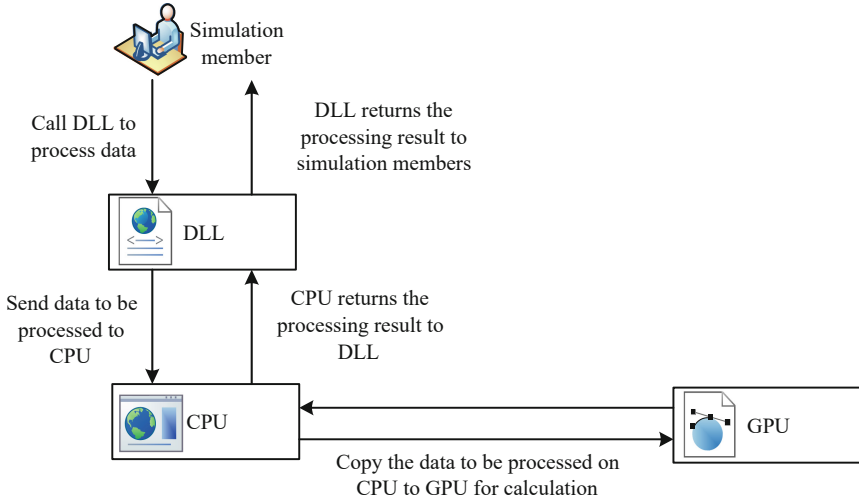 Simulation
member
Call DLL to
process data
DLL returns the
processing result to
simulation members
DLL
Send data to be
processed to
CPU
CPU returns the
processing result to
DLL
CPU
GPU
Copy the data to be processed on
CPU to GPU for calculation